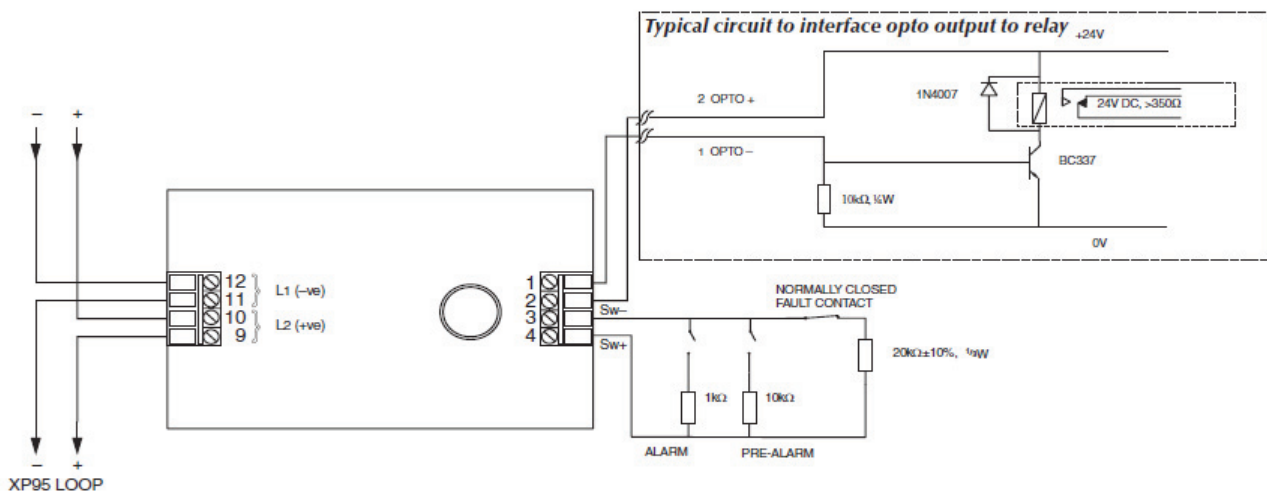 Typical circuit to interface opto output to relay
+24V
1N4007
24V DC, >350Ω
2 OPTO +
1 OPTO –
BC337
10kΩ, ¼W
0V
– +
12
11
L1 (–ve)
10
9
L2 (+ve)
1
2
Sw–
3
4
Sw+
NORMALLY CLOSED
FAULT CONTACT
20kΩ±10%,
1kΩ
10kΩ
ALARM
PRE-ALARM
– +
XP95 LOOP